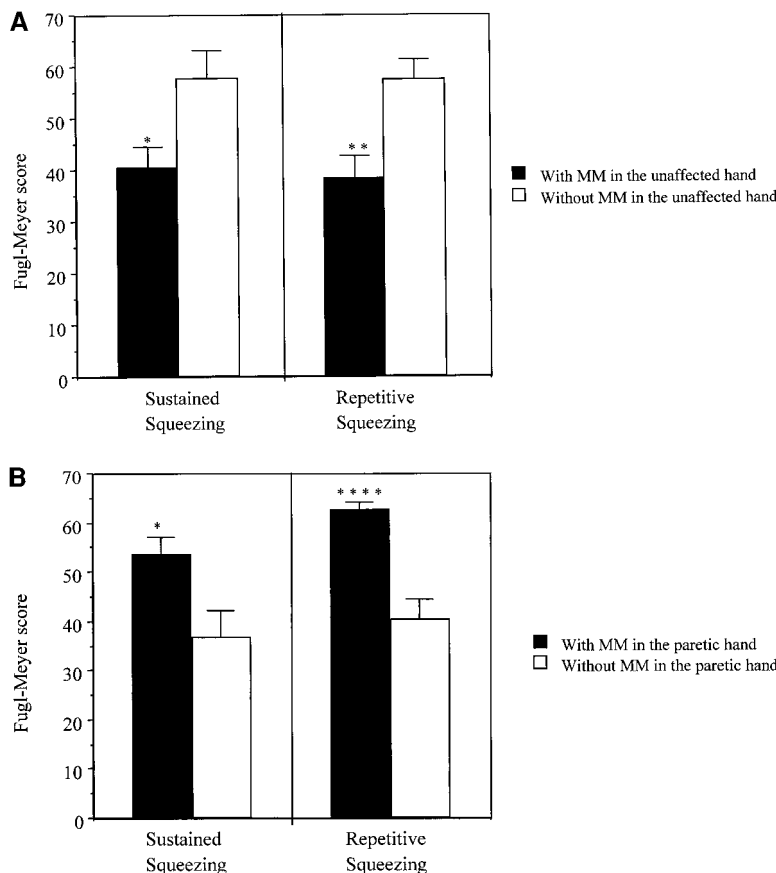 A
70
60
50
40
30
20
10
0
Fugl-Meyer score
*
**
Sustained
Squeezing
Repetitive
Squeezing
With MM in the unaffected hand
Without MM in the unaffected hand
B
70
60
50
40
30
20
10
0
Fugl-Meyer score
*
****
Sustained
Squeezing
Repetitive
Squeezing
With MM in the paretic hand
Without MM in the paretic hand